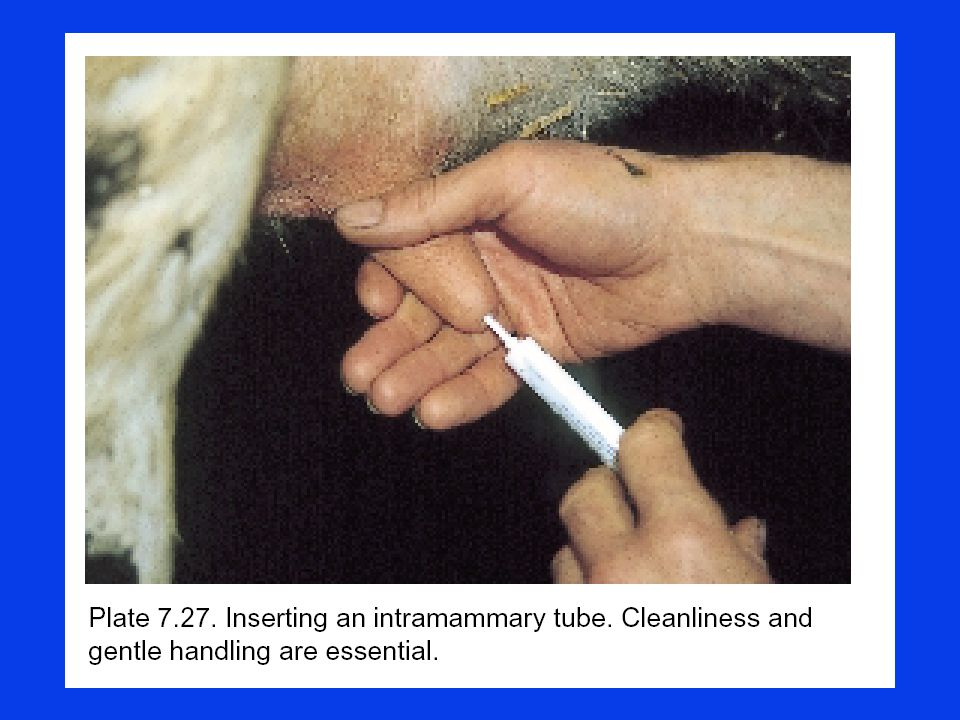 Plate 7.27. Inserting an intramammary tube. Cleanliness and
gentle handling are essential.